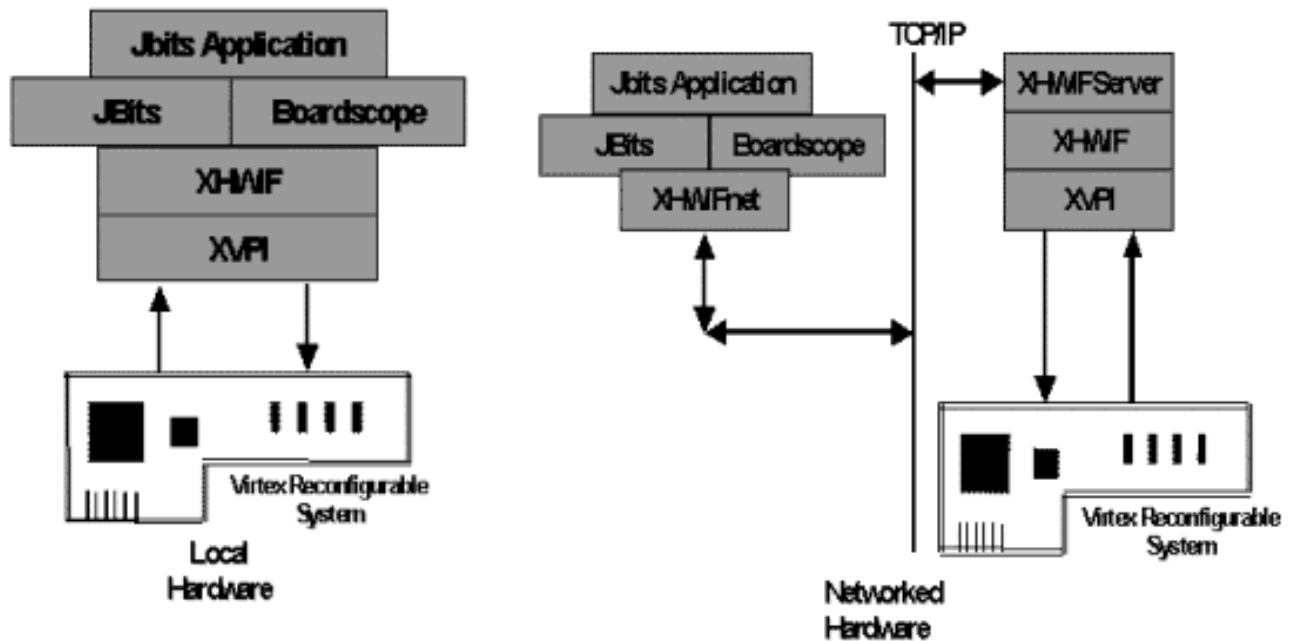 Jbits Application
JBits
Boardscope
XHWIF
XVPI
Virtex Reconfigurable
System
Local
Hardware
TCP/IP
Jbits Application
JBits
Boardscope
XHWIFnet
XHWIFServer
XHWIF
XVPI
Virtex Reconfigurable
System
Networked
Hardware